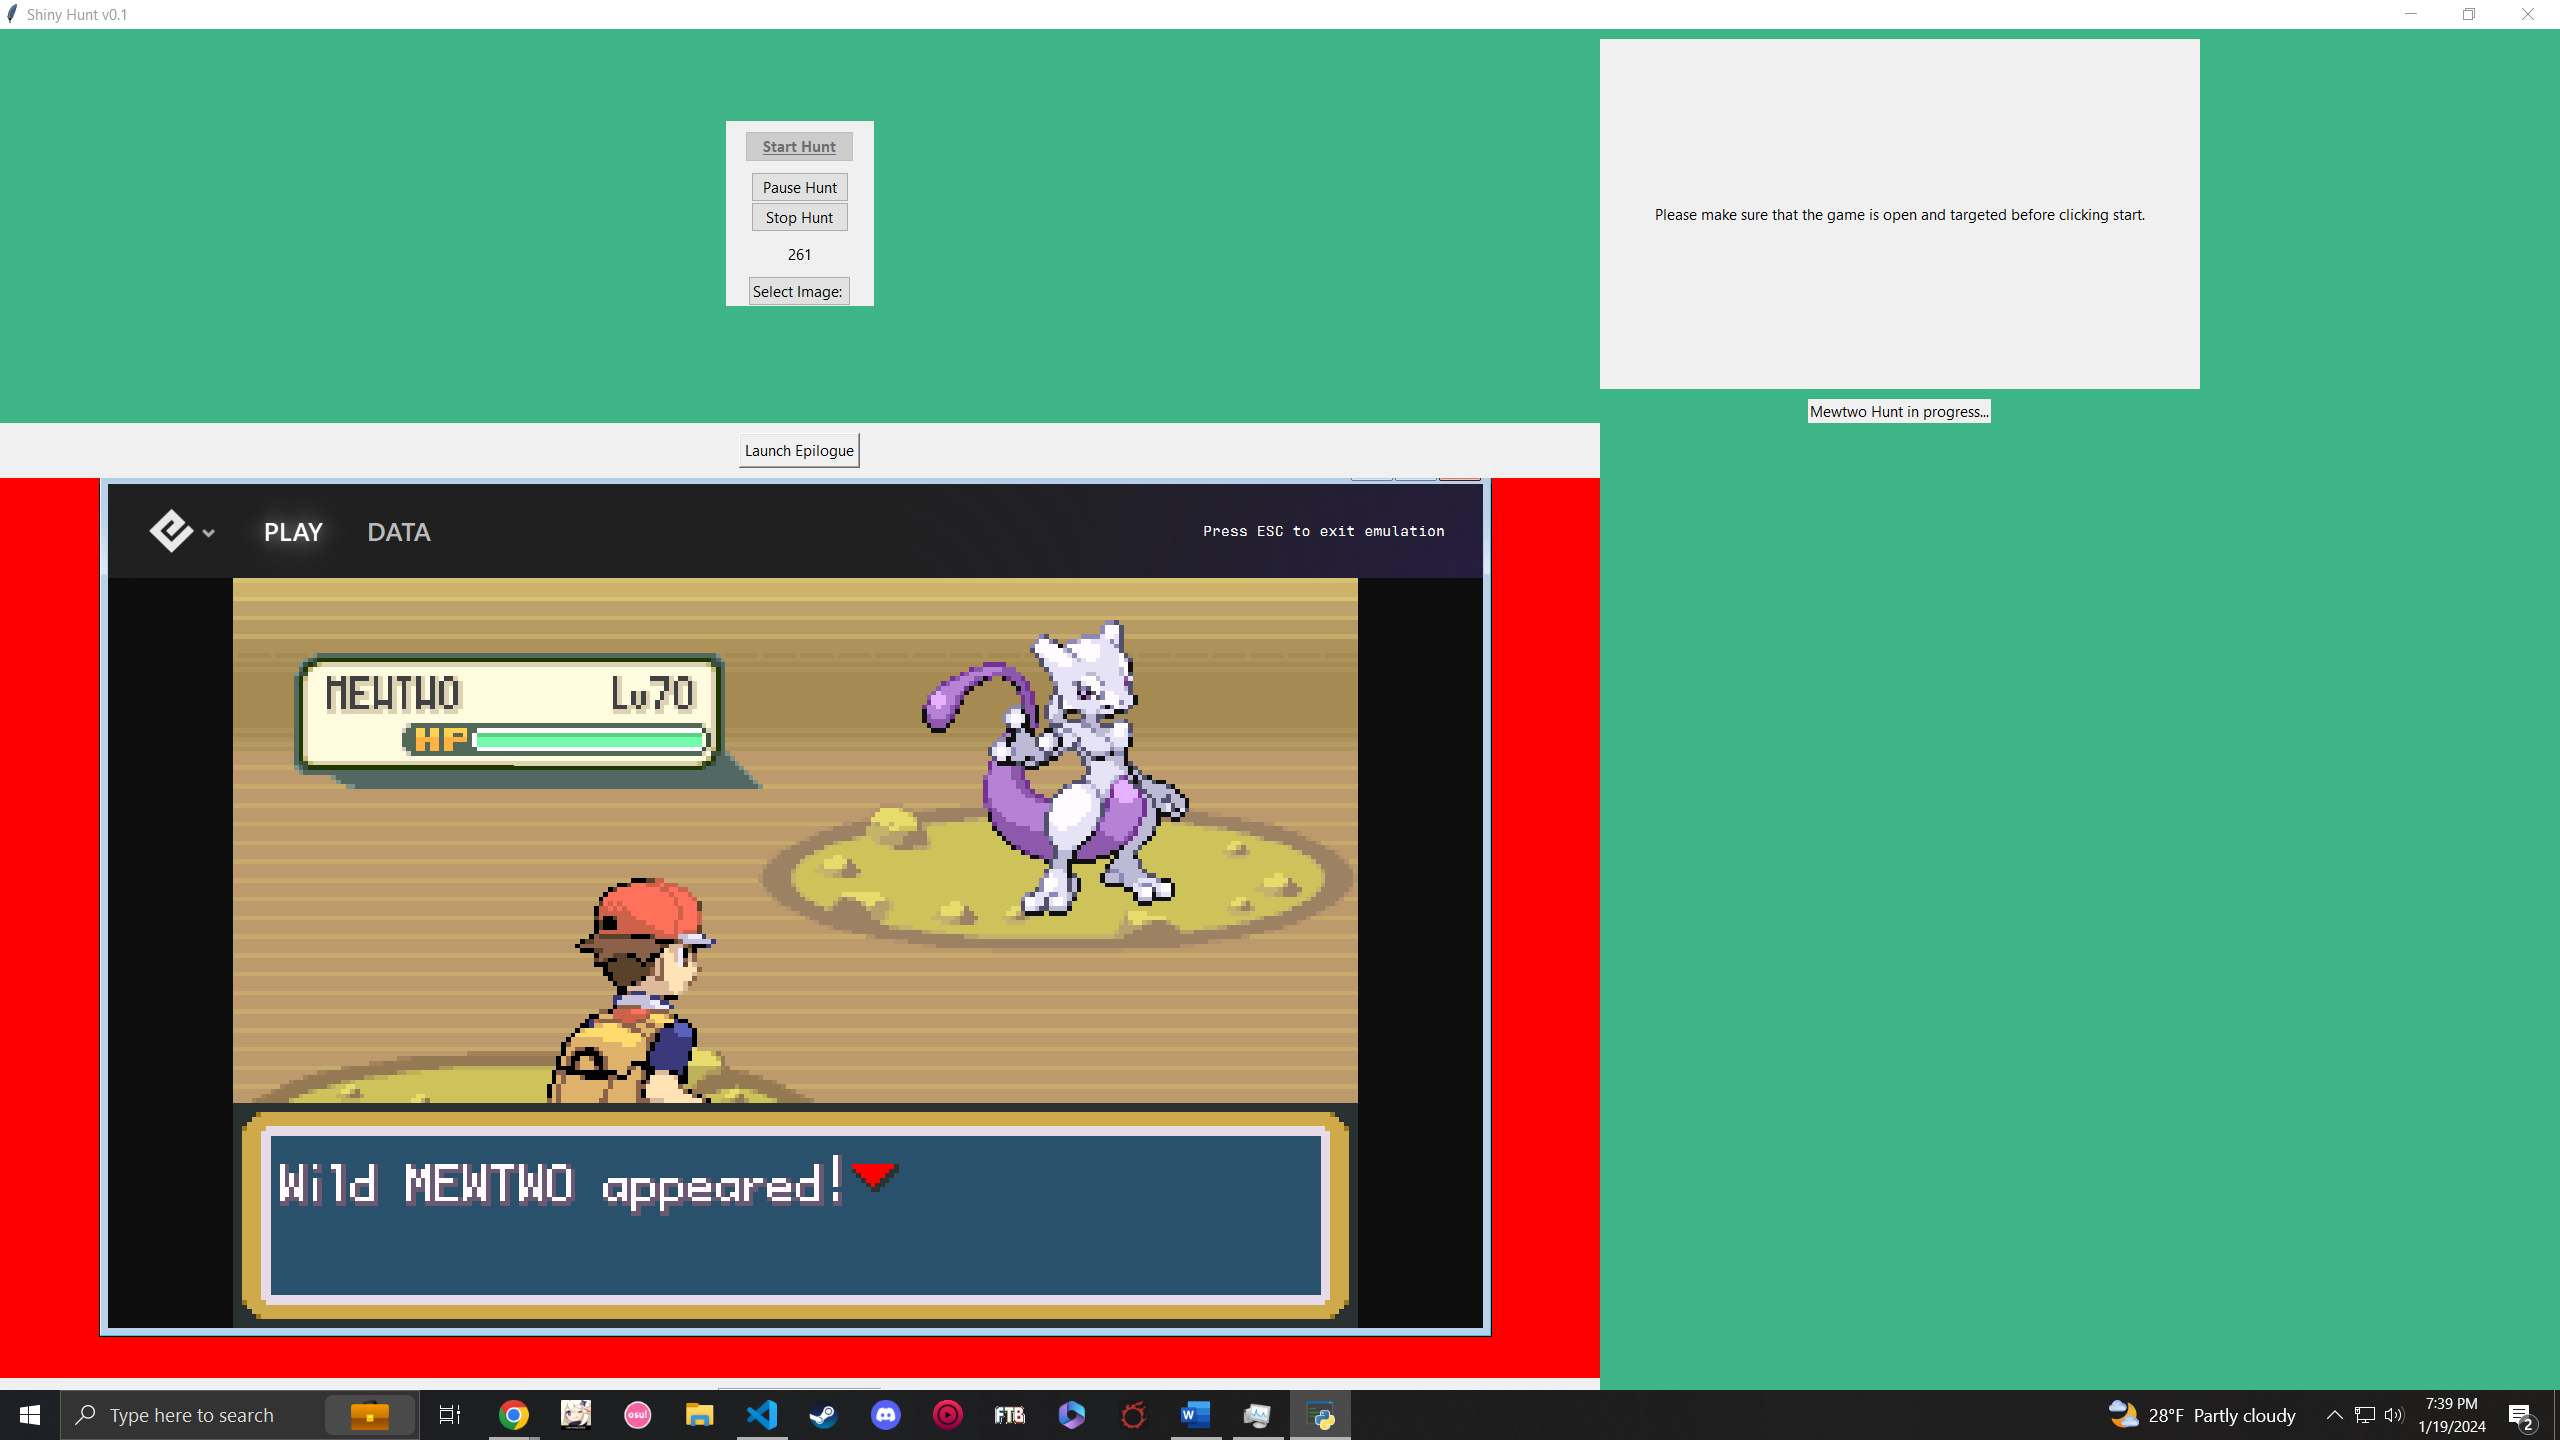 Shiny Hunt v0.1
Start Hunt
Pause Hunt
Stop Hunt
261
Select Image:
Please make sure that the game is open and targeted before clicking start.
Mewtwo Hunt in progress...
Launch Epilogue
PLAY
DATA
Press ESC to exit emulation
MEWTWO Lv70
HP
Wild MEWTWO appeared!
Type here to search
osu!
FTB
W
28°F Partly cloudy
7:39 PM
1/19/2024
2